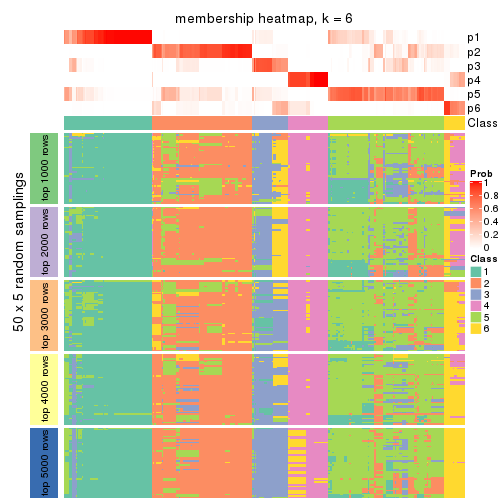 membership heatmap, k = 6
p1
p2
p3
p4
p5
p6
Class
50 x 5 random samplings
top 1000 rows
top 2000 rows
top 3000 rows
top 4000 rows
top 5000 rows
Prob
1
0.8
0.6
0.4
0.2
0
Class
1
2
3
4
5
6